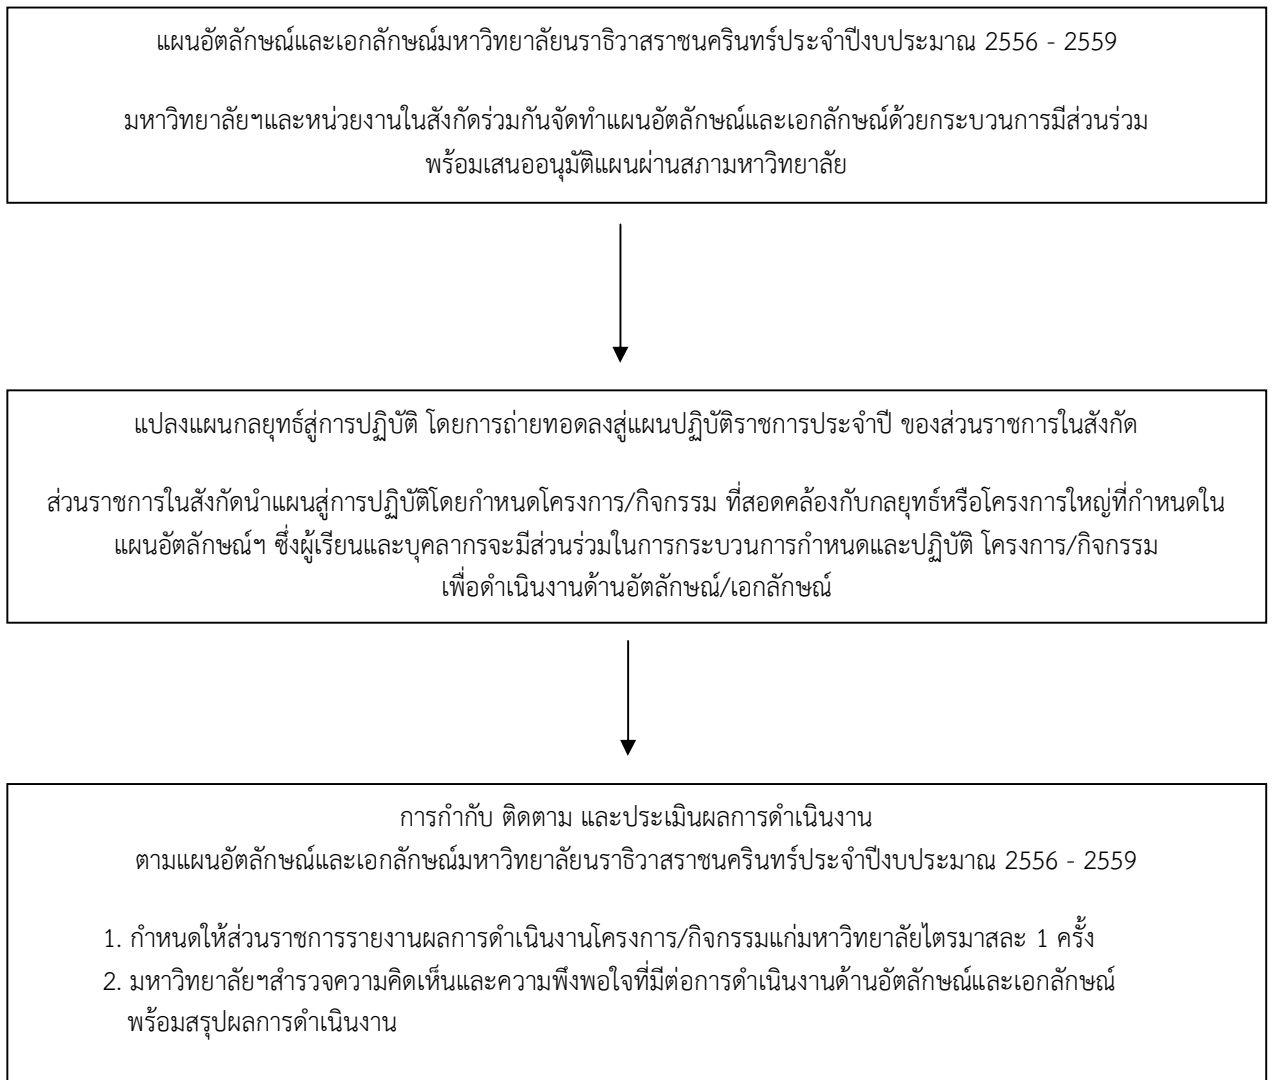 แผนอัตลักษณ์และเอกลักษณ์มหาวิทยาลัยนราธิวาสราชนครินทร์ประจำปีงบประมาณ 2556 - 2559
มหาวิทยาลัยฯและหน่วยงานในสังกัดร่วมกันจัดทำแผนอัตลักษณ์และเอกลักษณ์ด้วยกระบวนการมีส่วนร่วม
พร้อมเสนออนุมัติแผนผ่านสภามหาวิทยาลัย
แปลงแผนกลยุทธ์สู่การปฏิบัติ โดยการถ่ายทอดลงสู่แผนปฏิบัติราชการประจำปี ของส่วนราชการในสังกัด
ส่วนราชการในสังกัดนำแผนสู่การปฏิบัติโดยกำหนดโครงการ/กิจกรรม ที่สอดคล้องกับกลยุทธ์หรือโครงการใหญ่ที่กำหนดใน
แผนอัตลักษณ์ฯ ซึ่งผู้เรียนและบุคลากรจะมีส่วนร่วมในการกระบวนการกำหนดและปฏิบัติ โครงการ/กิจกรรม
เพื่อดำเนินงานด้านอัตลักษณ์/เอกลักษณ์
การกำกับ ติดตาม และประเมินผลการดำเนินงาน
ตามแผนอัตลักษณ์และเอกลักษณ์มหาวิทยาลัยนราธิวาสราชนครินทร์ประจำปีงบประมาณ 2556 - 2559
1. กำหนดให้ส่วนราชการรายงานผลการดำเนินงานโครงการ/กิจกรรมแก่มหาวิทยาลัยไตรมาสละ 1 ครั้ง
2. มหาวิทยาลัยฯสำรวจความคิดเห็นและความพึงพอใจที่มีต่อการดำเนินงานด้านอัตลักษณ์และเอกลักษณ์
พร้อมสรุปผลการดำเนินงาน